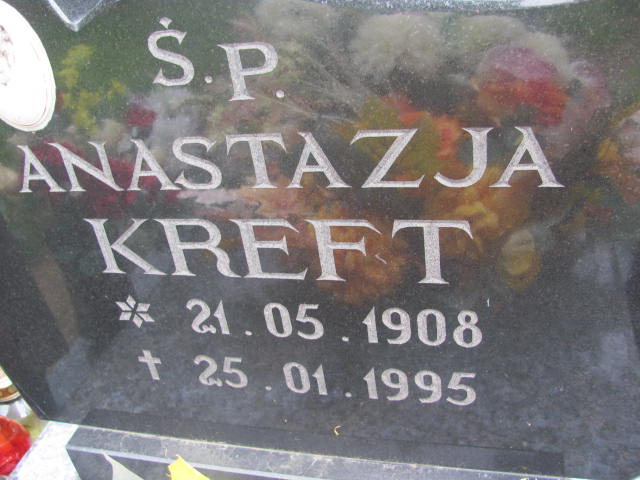 Ś.P.
ANASTAZJA
KREFT
* 21.05.1908
† 25.01.1995